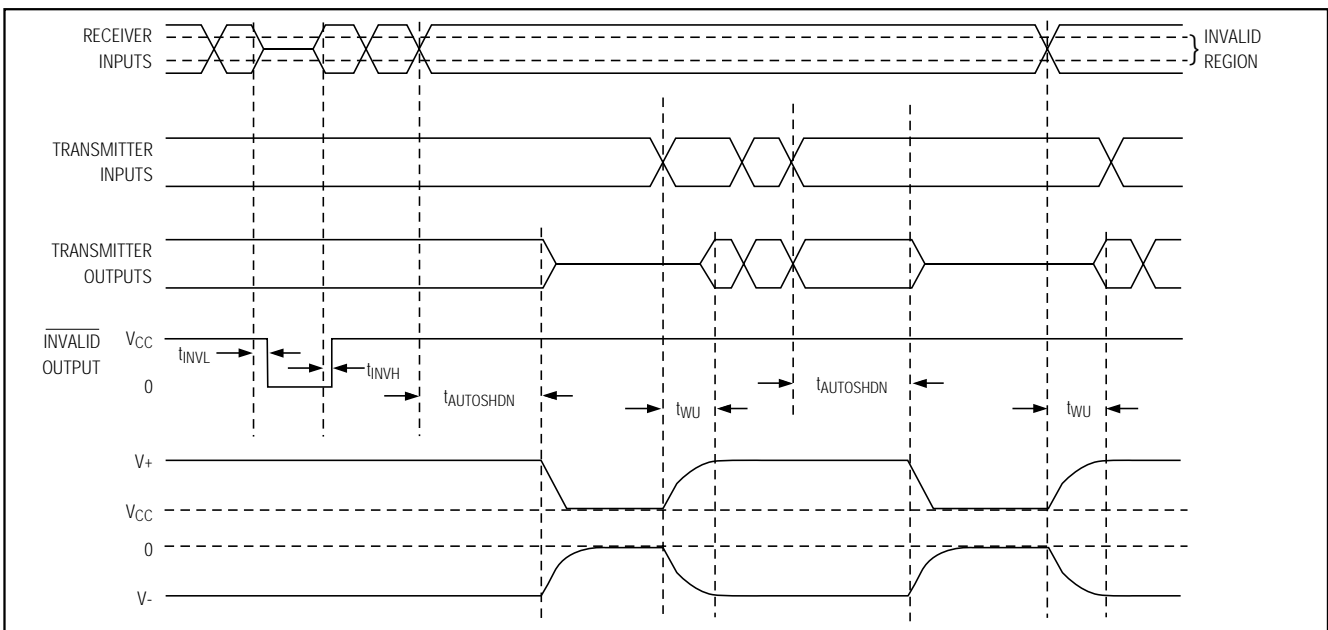 RECEIVER
INPUTS
INVALID
REGION
TRANSMITTER
INPUTS
TRANSMITTER
OUTPUTS
INVALID
OUTPUT
VCC
0
tINVL
tINVH
tAUTOSHDN
tWU
tAUTOSHDN
tWU
V+
VCC
0
V-